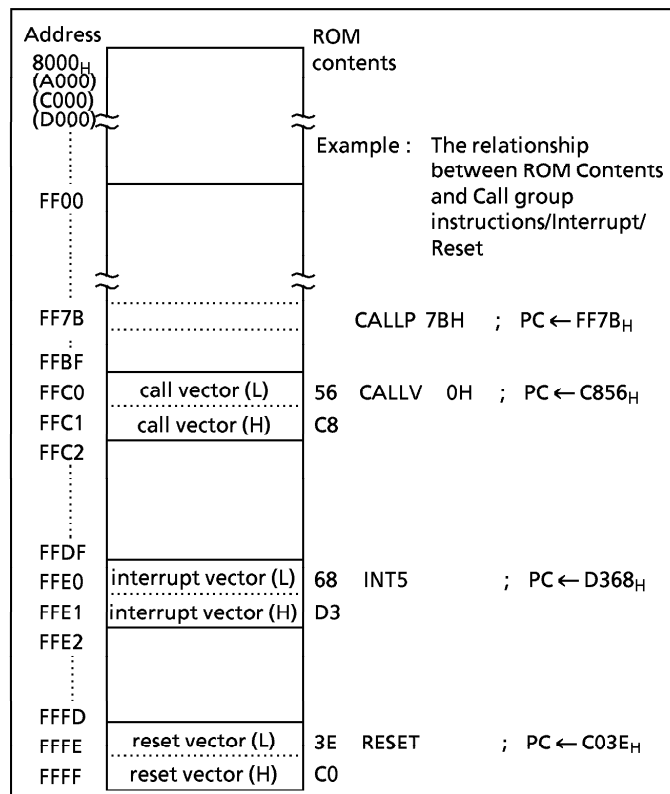 Address ROM
8000H contents
(A000)
(C000)
(D000)
Example : The relationship
between ROM Contents
FF00 and Call group
instructions/Interrupt/
Reset
FF7B CALLP 7BH ; PC ← FF7BH
FFBF
FFC0 call vector (L) 56 CALLV 0H ; PC ← C856H
FFC1 call vector (H) C8
FFC2
FFDF
FFE0 interrupt vector (L) 68 INT5 ; PC ← D368H
FFE1 interrupt vector (H) D3
FFE2
FFFD
FFFE reset vector (L) 3E RESET ; PC ← C03EH
FFFF reset vector (H) C0